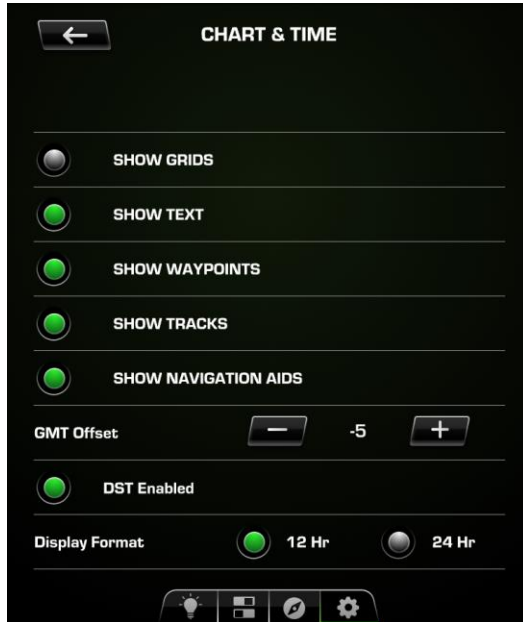 CHART & TIME
SHOW GRIDS
SHOW TEXT
SHOW WAYPOINTS
SHOW TRACKS
SHOW NAVIGATION AIDS
GMT Offset -5
DST Enabled
Display Format 12 Hr 24 Hr